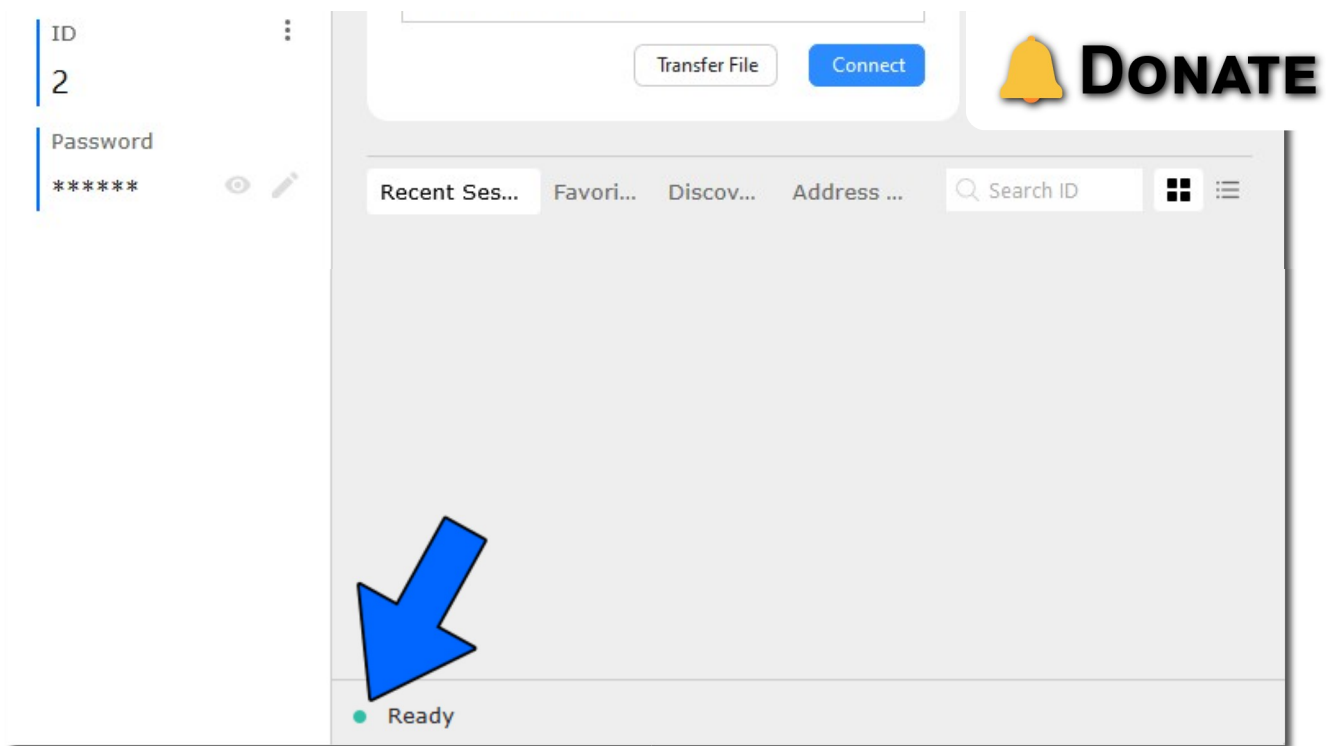 ID
2
Password
******
Transfer File
Connect
DONATE
Recent Ses...
Favori...
Discov...
Address ...
Search ID
Ready